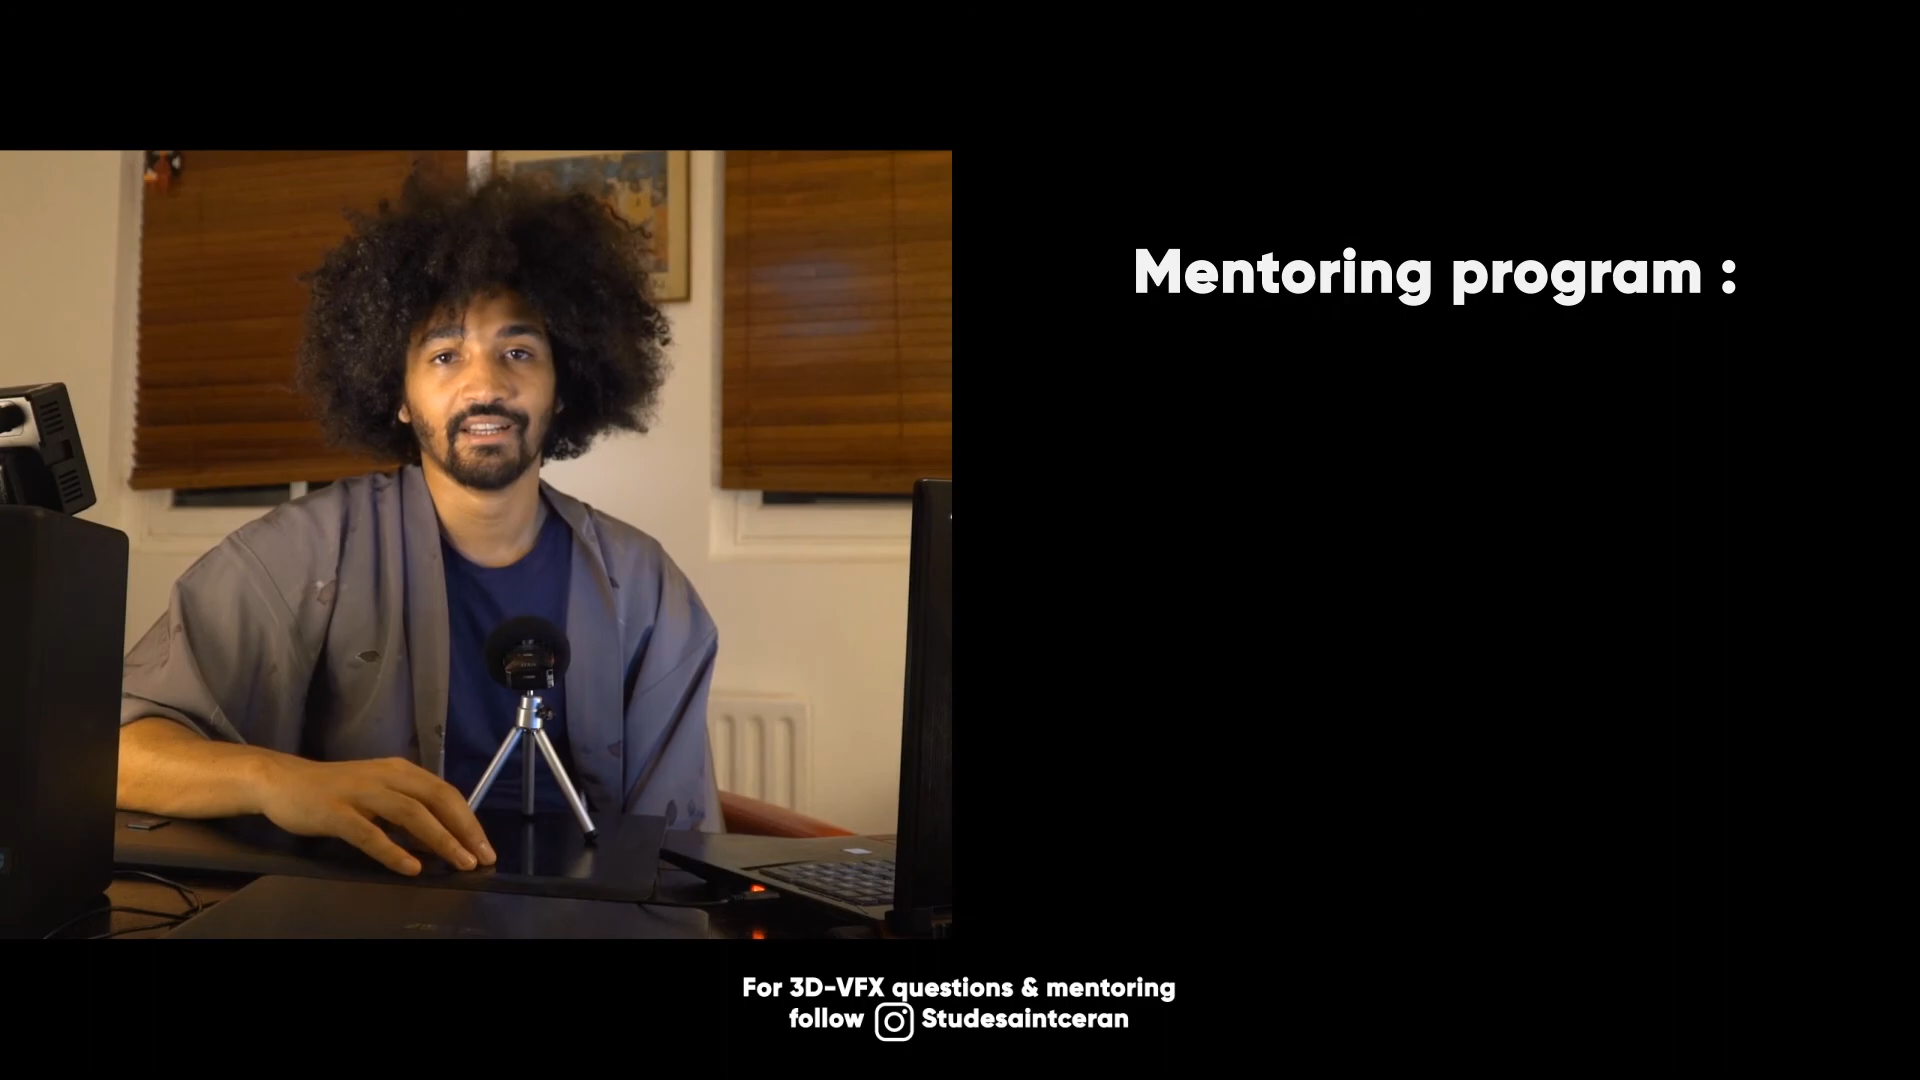 Mentoring program :
For 3D-VFX questions & mentoring
follow Studesaintceran